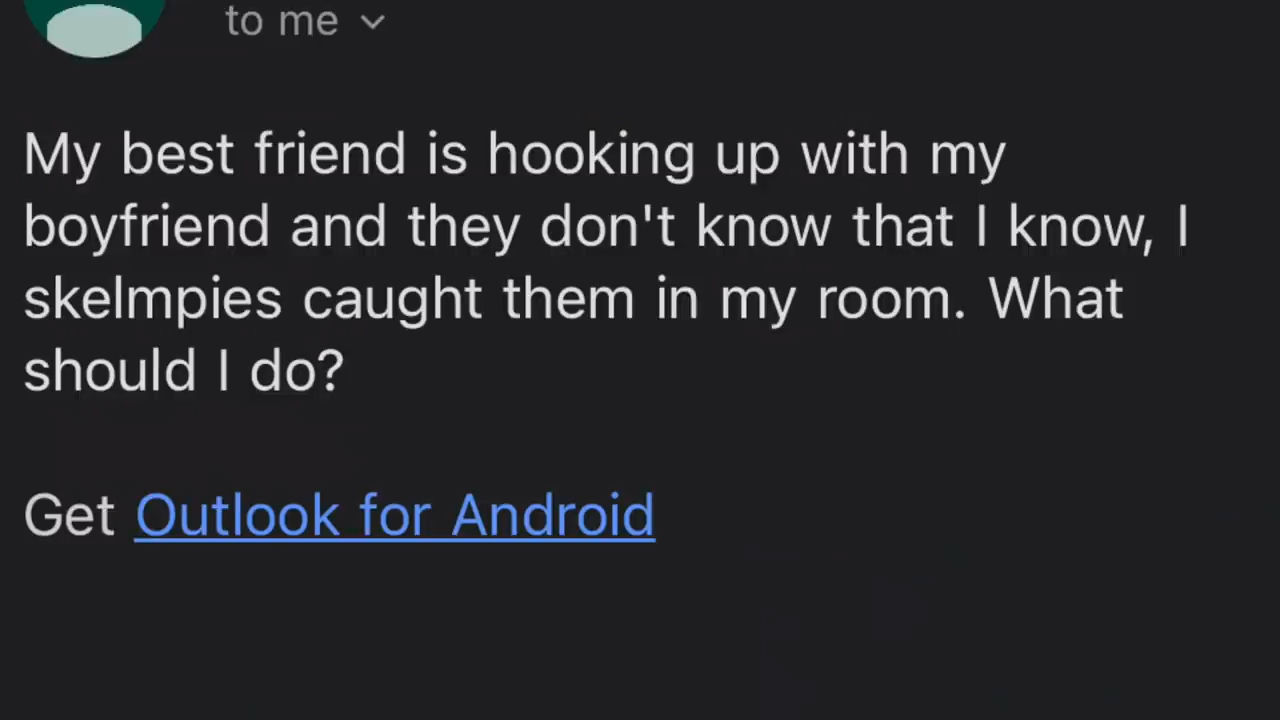 to me
My best friend is hooking up with my
boyfriend and they don't know that I know, I
skelmpies caught them in my room. What
should I do?
Get Outlook for Android